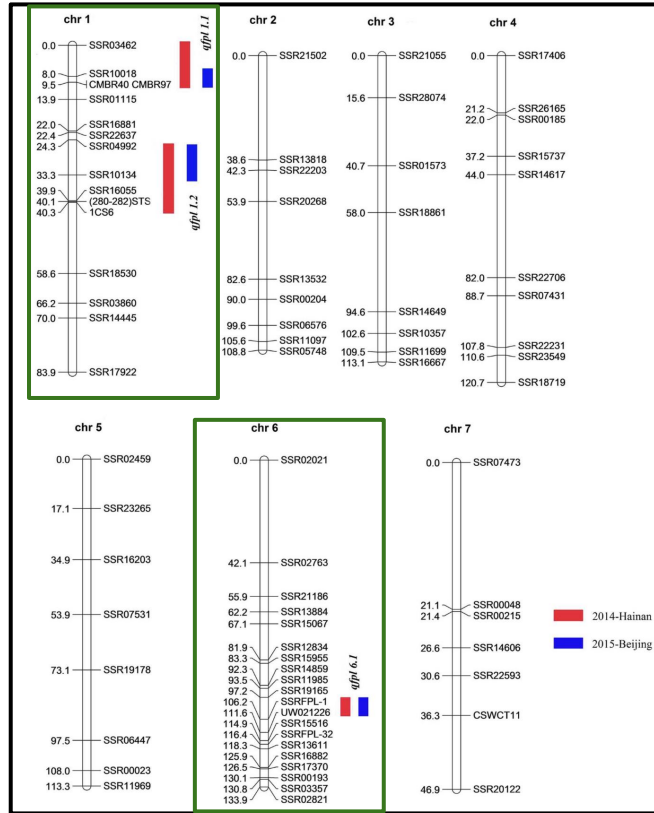 chr 1
qfpl 1.1
0.0 SSR03462
8.0 SSR10018
9.5 CMBR40 CMBR97
13.9 SSR01115
22.0 SSR16881
22.4 SSR22637
24.3 SSR04992
33.3 SSR10134
39.9 SSR16055
40.1 (280-282)STS
40.3 1CS6
qfpl 1.2
58.6 SSR18530
66.2 SSR03860
70.0 SSR14445
83.9 SSR17922
chr 2
0.0 SSR21502
38.6 SSR13818
42.3 SSR22203
53.9 SSR20268
82.6 SSR13532
90.0 SSR00204
99.6 SSR06576
105.6 SSR11097
108.8 SSR05748
chr 3
0.0 SSR21055
15.6 SSR28074
40.7 SSR01573
58.0 SSR18861
94.6 SSR14649
102.6 SSR10357
109.5 SSR11699
113.1 SSR16667
chr 4
0.0 SSR17406
21.2 SSR26165
22.0 SSR00185
37.2 SSR15737
44.0 SSR14617
82.0 SSR22706
88.7 SSR07431
107.8 SSR22231
110.6 SSR23549
120.7 SSR18719
chr 5
0.0 SSR02459
17.1 SSR23265
34.9 SSR16203
53.9 SSR07531
73.1 SSR19178
97.5 SSR06447
108.0 SSR00023
113.3 SSR11969
chr 6
0.0 SSR02021
42.1 SSR02763
55.9 SSR21186
62.2 SSR13884
67.1 SSR15067
81.9 SSR12834
83.3 SSR15955
92.3 SSR14859
93.5 SSR11985
97.2 SSR19165
106.2 SSRFPL-1
111.6 UW021226
114.9 SSR15516
116.4 SSRFPL-32
118.3 SSR13611
125.9 SSR16882
126.5 SSR17370
130.1 SSR00193
130.8 SSR03357
133.9 SSR02821
qfpl 6.1
chr 7
0.0 SSR07473
21.1 SSR00048
21.4 SSR00215
26.6 SSR14606
30.6 SSR22593
36.3 CSWCT11
46.9 SSR20122
2014-Hainan
2015-Beijing